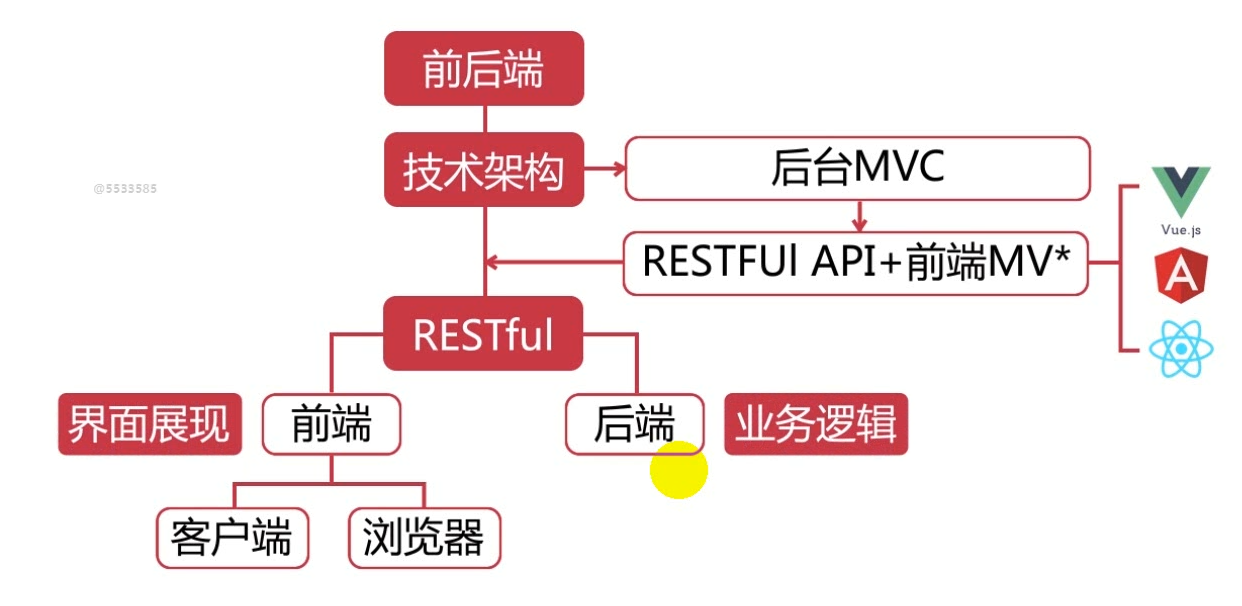 前后端
技术架构
后台MVC
@5533585
Vue.js
RESTFUl API+前端MV*
RESTful
界面展现
前端
后端
业务逻辑
客户端
浏览器